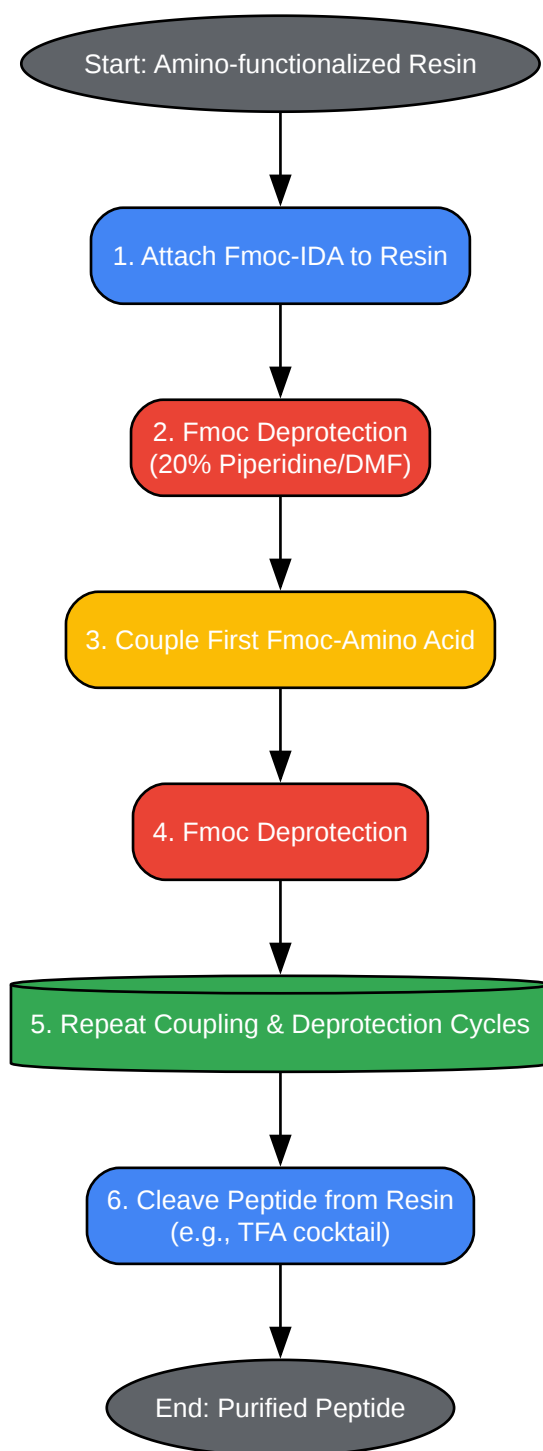 Start: Amino-functionalized Resin
1. Attach Fmoc-IDA to Resin
2. Fmoc Deprotection
(20% Piperidine/DMF)
3. Couple First Fmoc-Amino Acid
4. Fmoc Deprotection
5. Repeat Coupling & Deprotection Cycles
6. Cleave Peptide from Resin
(e.g., TFA cocktail)
End: Purified Peptide